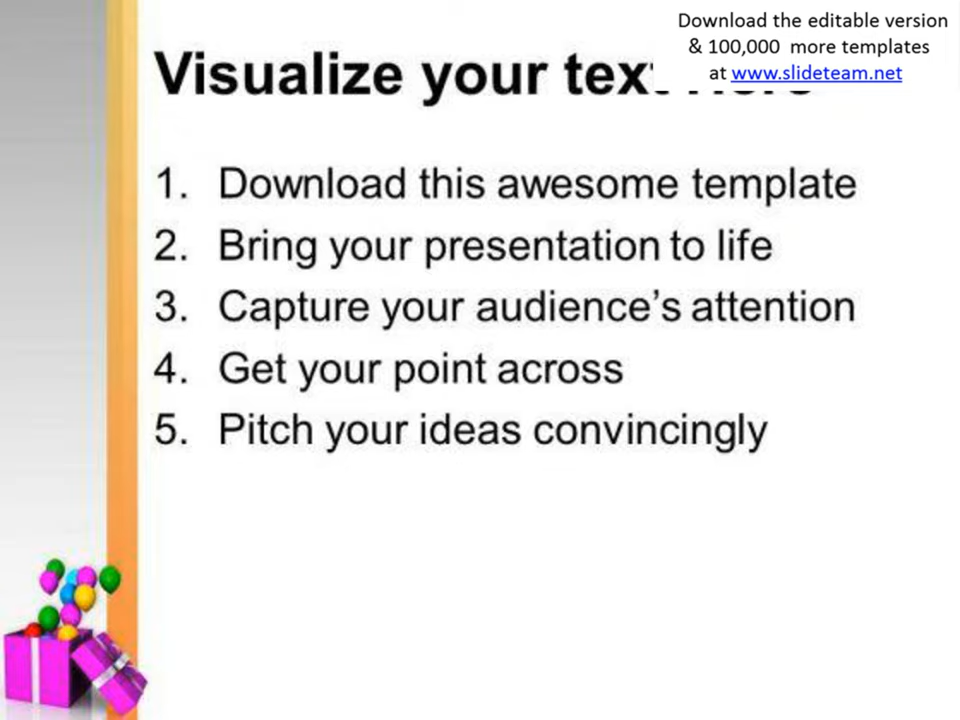 Download the editable version
& 100,000 more templates
at www.slideteam.net
Visualize your text
1. Download this awesome template
2. Bring your presentation to life
3. Capture your audience’s attention
4. Get your point across
5. Pitch your ideas convincingly